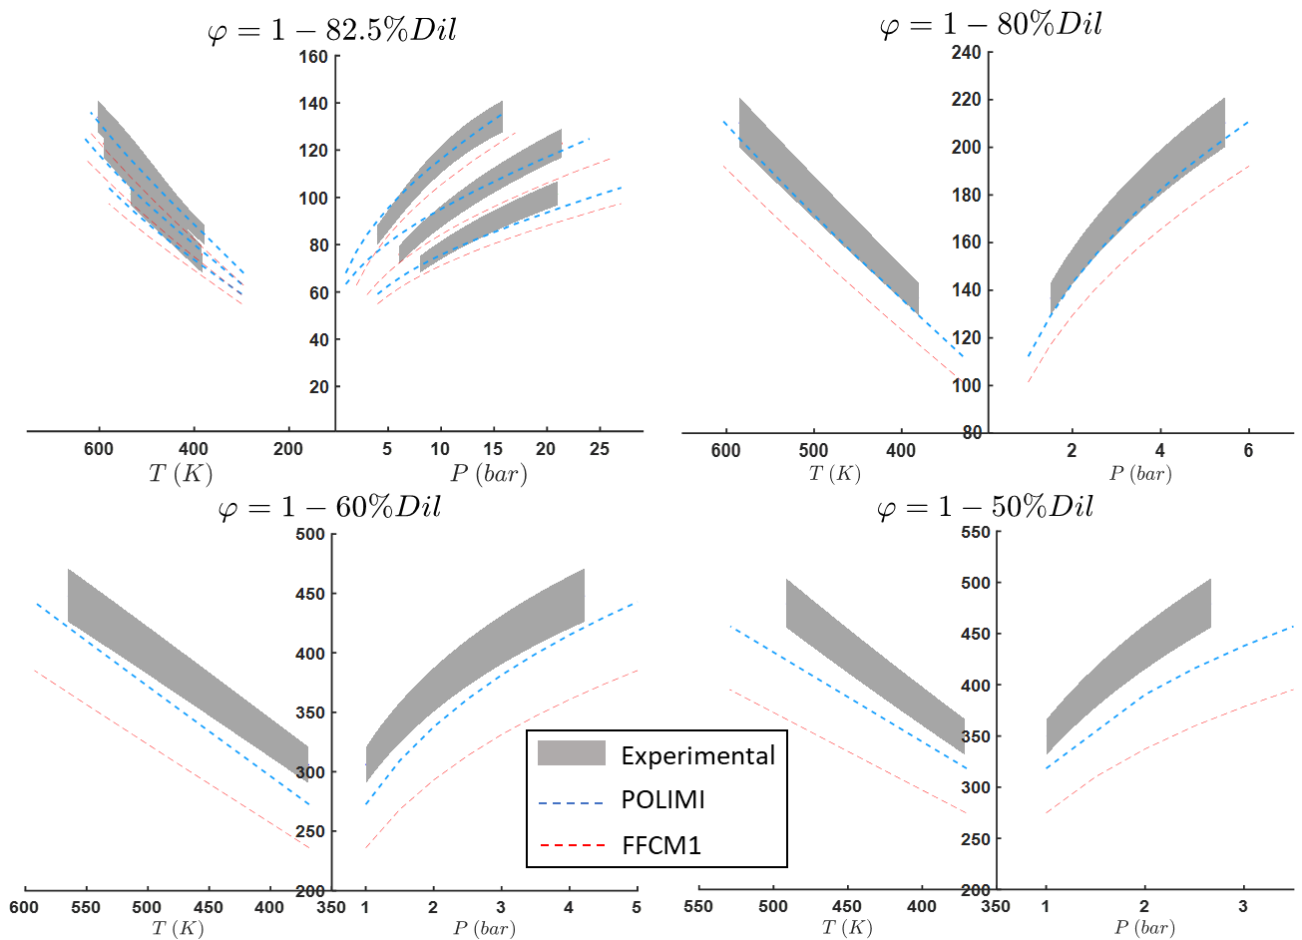 φ = 1 − 82.5%Dil
160
140
120
100
80
60
40
20
600 400 200 5 10 15 20 25
T (K) P (bar)
φ = 1 − 80%Dil
240
220
200
180
160
140
120
100
80
600 500 400 2 4 6
T (K) P (bar)
φ = 1 − 60%Dil
500
450
400
350
300
250
200
600 550 500 450 400 350 1 2 3 4 5
T (K) P (bar)
φ = 1 − 50%Dil
550
500
450
400
350
300
250
200
550 500 450 400 350 1 2 3
T (K) P (bar)
Experimental
POLIMI
FFCM1